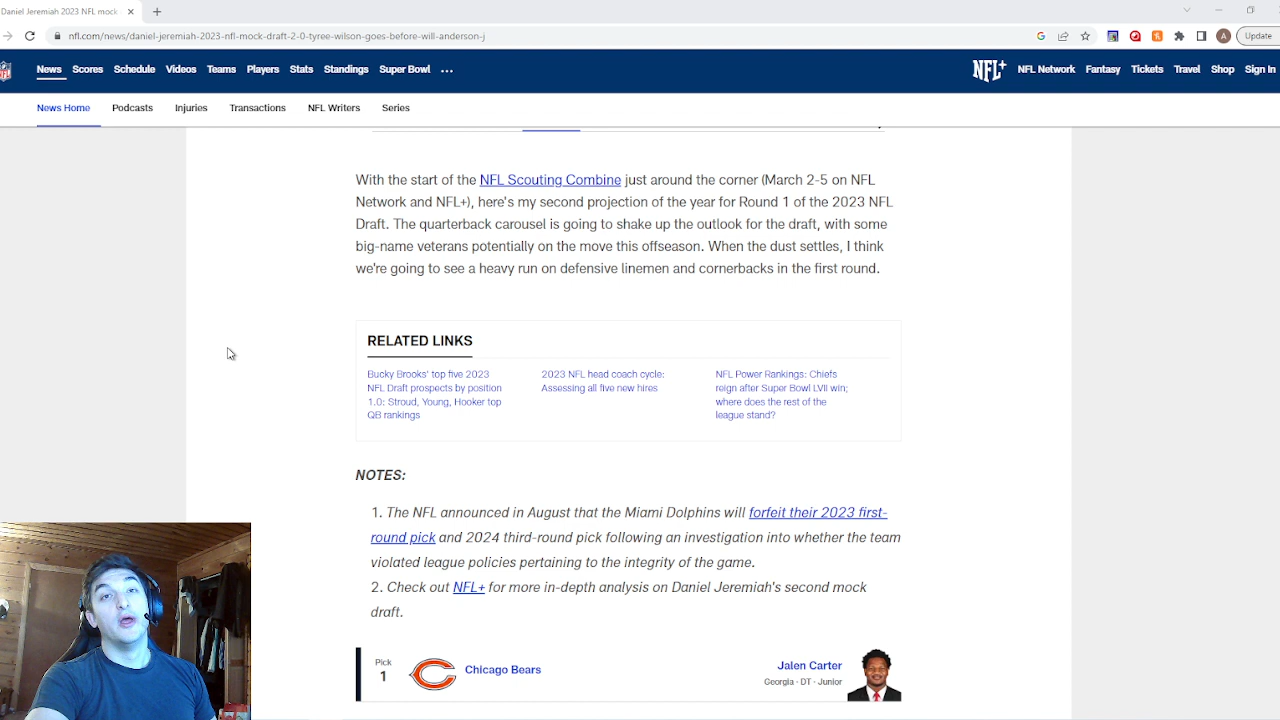 Daniel Jeremiah 2023 NFL mock
nfl.com/news/daniel-jeremiah-2023-nfl-mock-draft-2-0-tyree-wilson-goes-before-will-anderson-j
Update
News Scores Schedule Videos Teams Players Stats Standings Super Bowl ... NFL+ NFL Network Fantasy Tickets Travel Shop Sign In
News Home Podcasts Injuries Transactions NFL Writers Series
With the start of the NFL Scouting Combine just around the corner (March 2-5 on NFL
Network and NFL+), here's my second projection of the year for Round 1 of the 2023 NFL
Draft. The quarterback carousel is going to shake up the outlook for the draft, with some
big-name veterans potentially on the move this offseason. When the dust settles, I think
we're going to see a heavy run on defensive linemen and cornerbacks in the first round.
RELATED LINKS
Bucky Brooks' top five 2023
NFL Draft prospects by position
1.0: Stroud, Young, Hooker top
QB rankings
2023 NFL head coach cycle:
Assessing all five new hires
NFL Power Rankings: Chiefs
reign after Super Bowl LVII win;
where does the rest of the
league stand?
NOTES:
1. The NFL announced in August that the Miami Dolphins will forfeit their 2023 first-
round pick and 2024 third-round pick following an investigation into whether the team
violated league policies pertaining to the integrity of the game.
2. Check out NFL+ for more in-depth analysis on Daniel Jeremiah's second mock
draft.
Pick
1
Chicago Bears
Jalen Carter
Georgia · DT · Junior